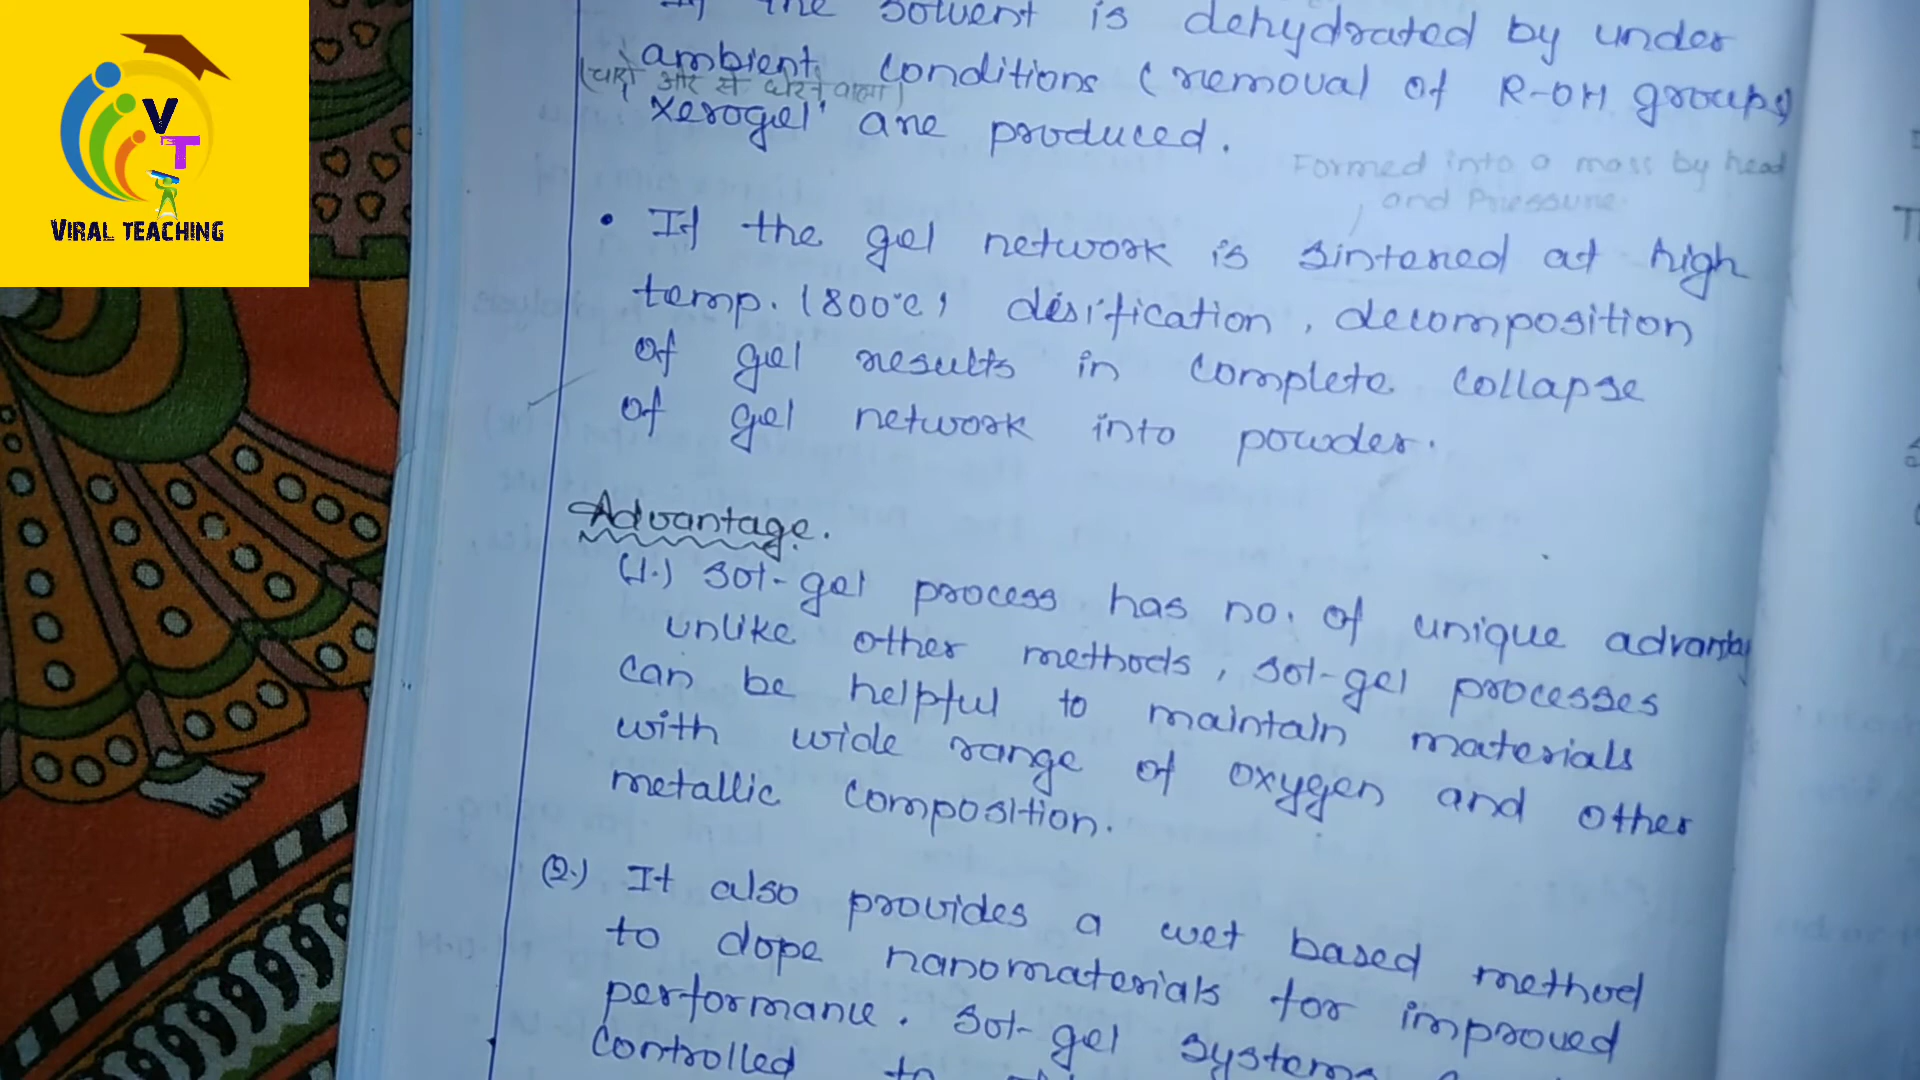 VT
VIRAL TEACHING
If the solvent is dehydrated by under
ambient conditions (removal of R-OH groups)
(चारों ओर से घेरने वाला)
xerogel' are produced.
Formed into a mass by head
and Pressure
• If the gel network is sintered at high
temp. (800°C) desification, decomposition
of gel results in complete collapse
of gel network into powder.
Advantage.
(1.) sol-gel process has no. of unique advantag
unlike other methods, sol-gel processes
can be helpful to maintain materials
with wide range of oxygen and other
metallic composition.
(2.) It also provides a wet based method
to dope nanomaterials for improved
performance. sol-gel systems
controlled to